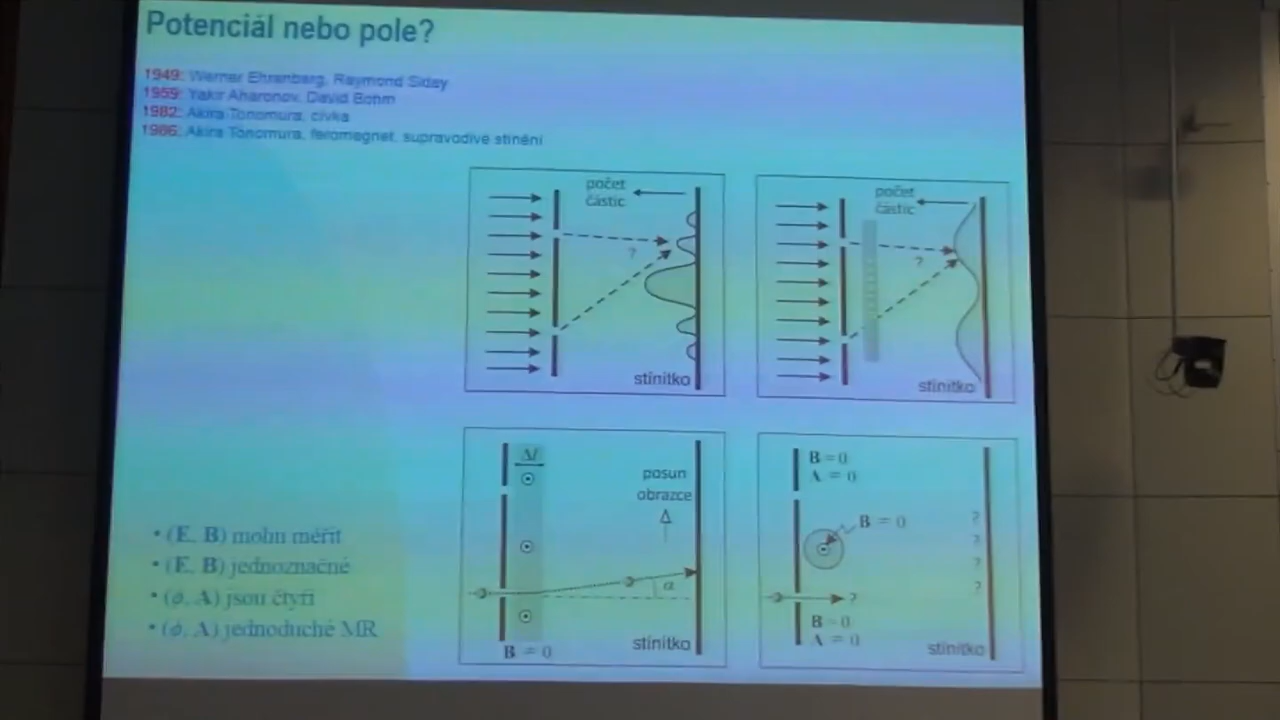 Potenciál nebo pole?
1949: Werner Ehrenberg, Raymond Siday
1959: Yakir Aharonov, David Bohm
1982: Akira Tonomura, cívka
1986: Akira Tonomura, feromagnet, supravodivé stínění
počet
částic
?
stínítko
počet
částic
?
stínítko
Δl
posun
obrazce
α
B = 0
stínítko
B = 0
A = 0
B = 0
?
?
?
?
?
B = 0
A = 0
stínítko
• (E, B) mohu měřit
• (E, B) jednoznačné
• (ϕ, A) jsou čtyři
• (ϕ, A) jednoduché MR